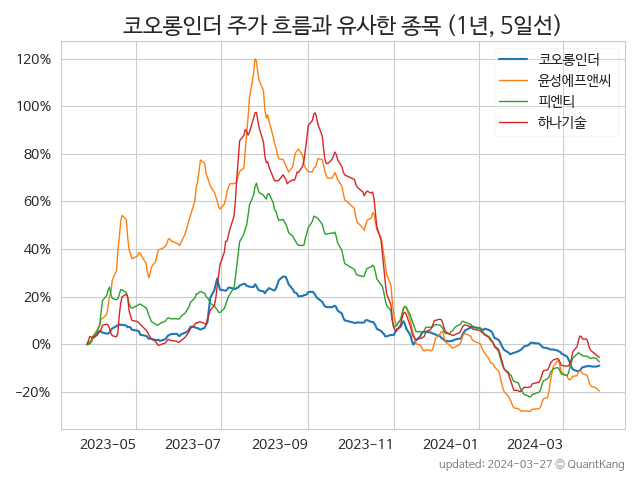 코오롱인더 주가 흐름과 유사한 종목 (1년, 5일선)
코오롱인더
윤성에프앤씨
피엔티
하나기술
120%
100%
80%
60%
40%
20%
0%
−20%
2023-05 2023-07 2023-09 2023-11 2024-01 2024-03
updated: 2024-03-27 © QuantKang